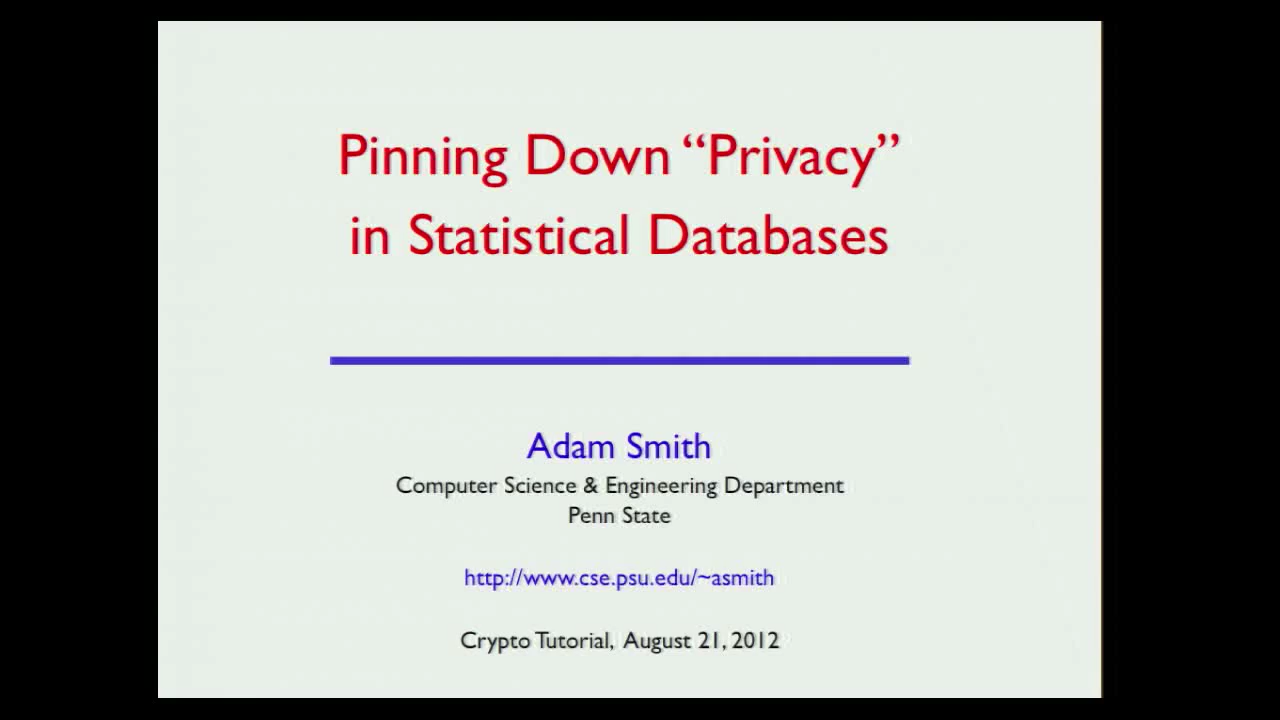 Pinning Down “Privacy”
in Statistical Databases
Adam Smith
Computer Science & Engineering Department
Penn State
http://www.cse.psu.edu/~asmith
Crypto Tutorial, August 21, 2012